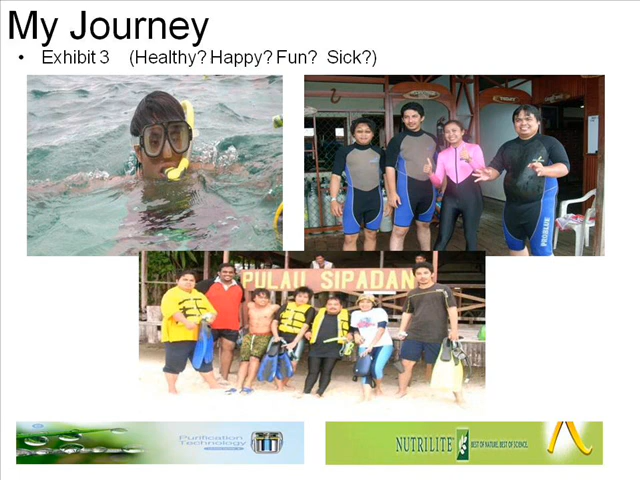 My Journey
• Exhibit 3 (Healthy? Happy? Fun? Sick?)
PROBLUE
PULAU SIPADAN
Purification
Technology
NUTRILITE BEST OF NATURE, BEST OF SCIENCE.